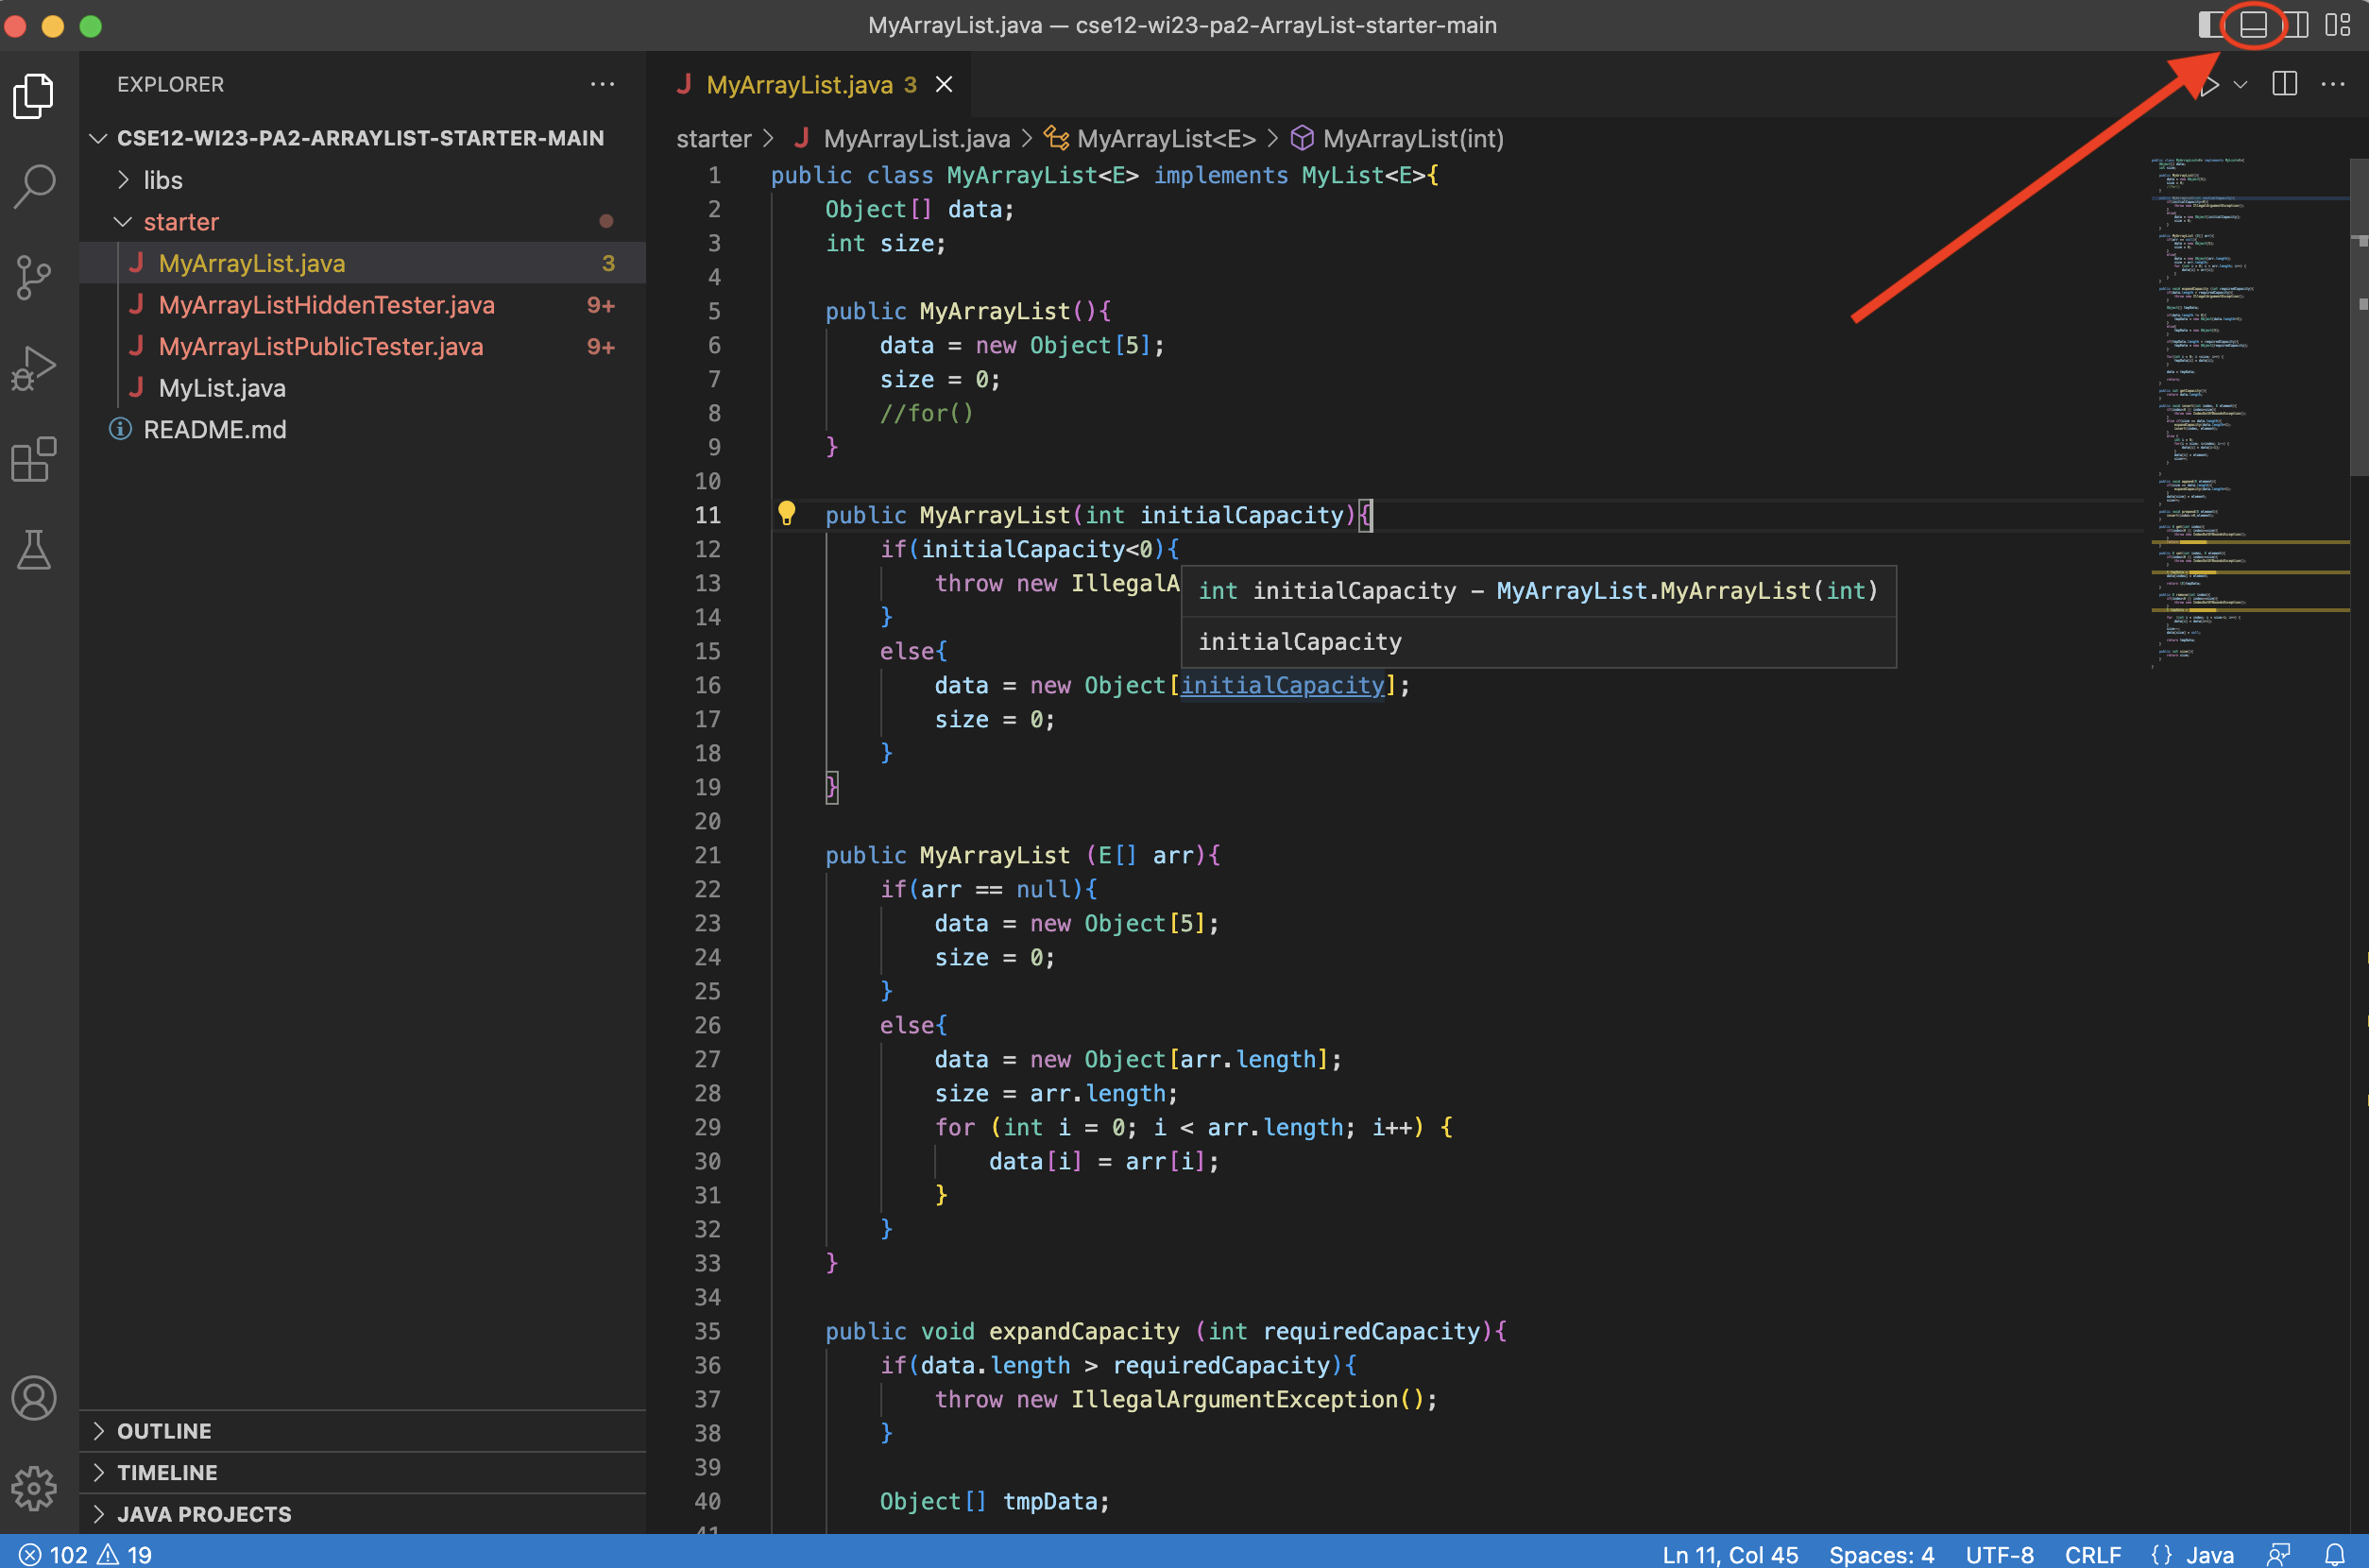 MyArrayList.java — cse12-wi23-pa2-ArrayList-starter-main
EXPLORER
CSE12-WI23-PA2-ARRAYLIST-STARTER-MAIN
libs
starter
MyArrayList.java 3
MyArrayListHiddenTester.java 9+
MyArrayListPublicTester.java 9+
MyList.java
README.md
OUTLINE
TIMELINE
JAVA PROJECTS
MyArrayList.java 3
starter > MyArrayList.java > MyArrayList<E> > MyArrayList(int)
1 public class MyArrayList<E> implements MyList<E>{
2 Object[] data;
3 int size;
4
5 public MyArrayList(){
6 data = new Object[5];
7 size = 0;
8 //for()
9 }
10
11 public MyArrayList(int initialCapacity){
12 if(initialCapacity<0){
13 throw new IllegalA
int initialCapacity - MyArrayList.MyArrayList(int)
initialCapacity
14 }
15 else{
16 data = new Object[initialCapacity];
17 size = 0;
18 }
19 }
20
21 public MyArrayList (E[] arr){
22 if(arr == null){
23 data = new Object[5];
24 size = 0;
25 }
26 else{
27 data = new Object[arr.length];
28 size = arr.length;
29 for (int i = 0; i < arr.length; i++) {
30 data[i] = arr[i];
31 }
32 }
33 }
34
35 public void expandCapacity (int requiredCapacity){
36 if(data.length > requiredCapacity){
37 throw new IllegalArgumentException();
38 }
39
40 Object[] tmpData;
41
102 19
Ln 11, Col 45 Spaces: 4 UTF-8 CRLF {} Java